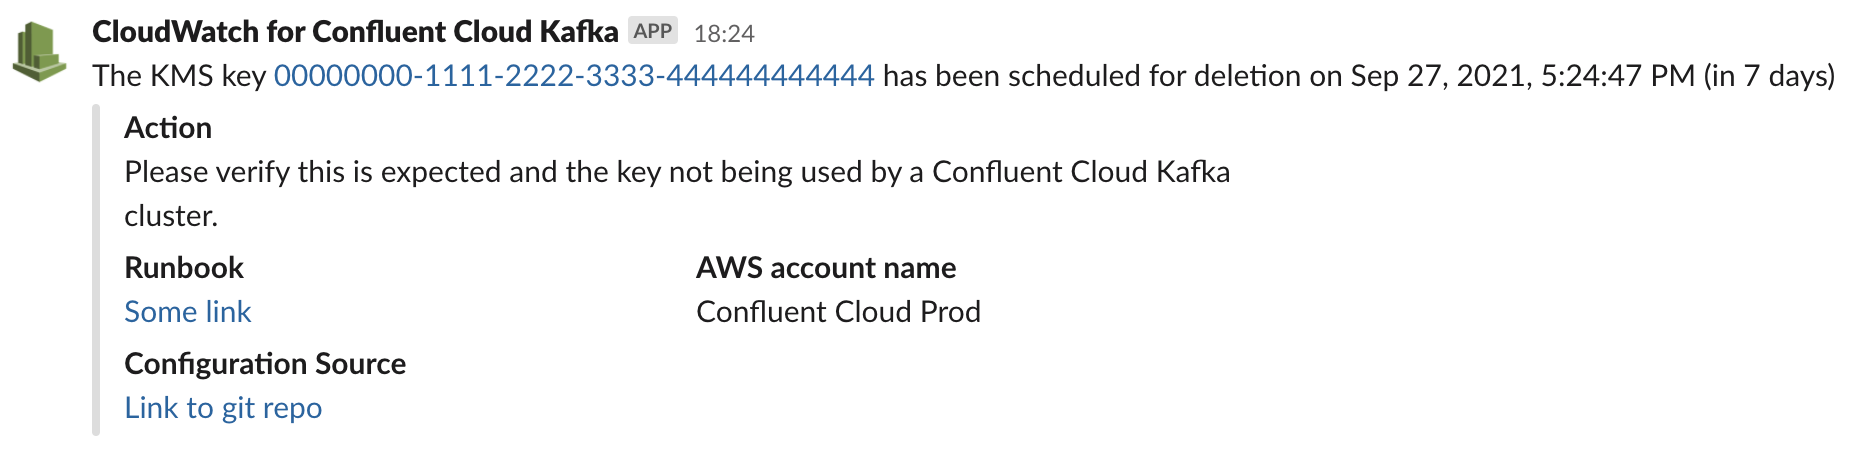 CloudWatch for Confluent Cloud Kafka APP 18:24
The KMS key 00000000-1111-2222-3333-444444444444 has been scheduled for deletion on Sep 27, 2021, 5:24:47 PM (in 7 days)
Action
Please verify this is expected and the key not being used by a Confluent Cloud Kafka
cluster.
Runbook
Some link
AWS account name
Confluent Cloud Prod
Configuration Source
Link to git repo